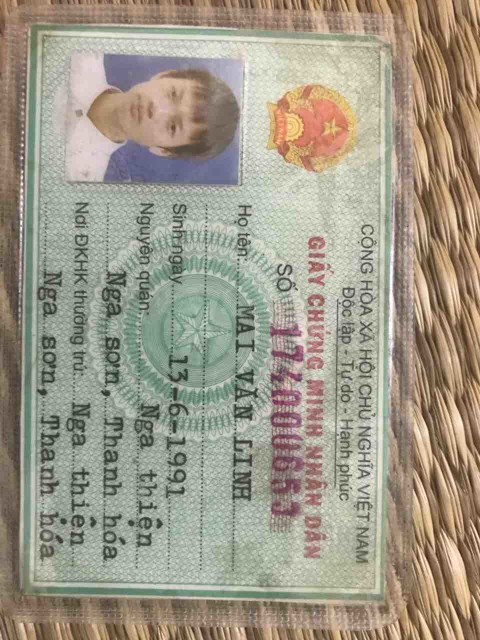 CỘNG HÒA XÃ HỘI CHỦ NGHĨA VIỆT NAM
Độc lập - Tự do - Hạnh phúc
GIẤY CHỨNG MINH NHÂN DÂN
SỐ
Họ tên: MAI VĂN LINH
Sinh ngày 13-6-1991
Nguyên quán: Nga thiện
Nga sơn, Thanh hóa
Nơi ĐKHK thường trú: Nga thiện
Nga sơn, Thanh hóa